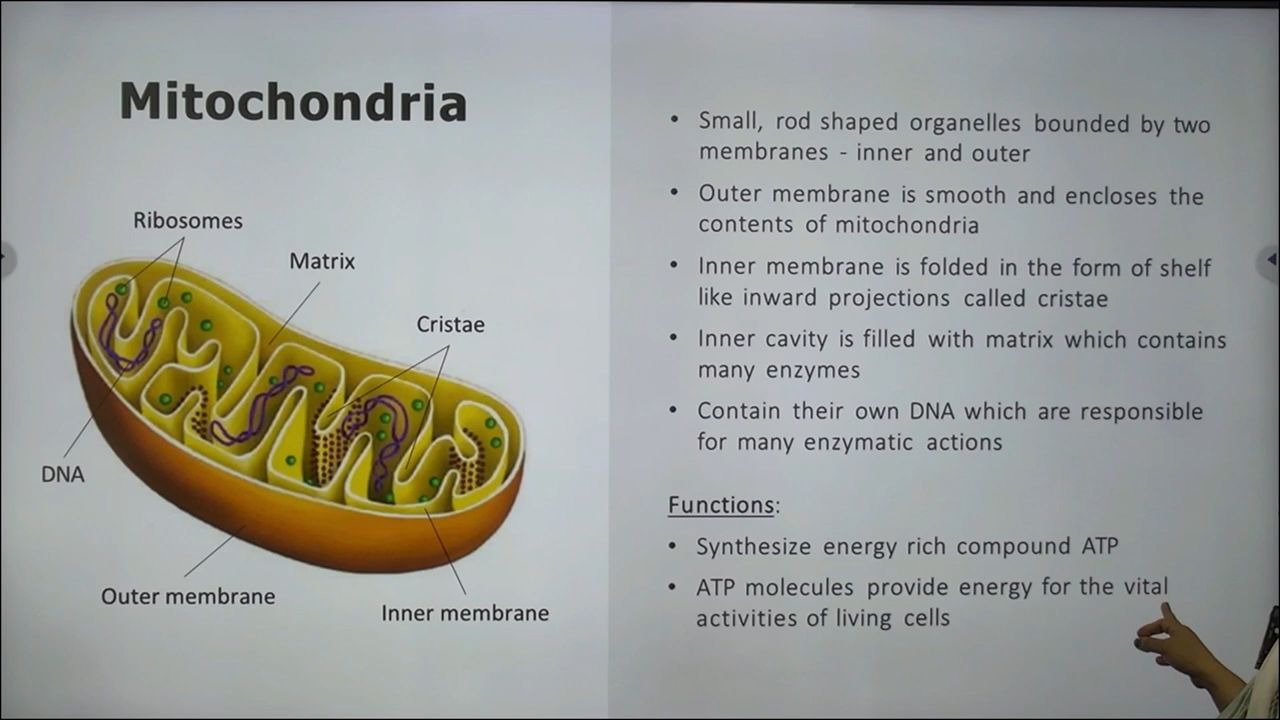 Mitochondria
Ribosomes
Matrix
Cristae
DNA
Outer membrane
Inner membrane
• Small, rod shaped organelles bounded by two
membranes - inner and outer
• Outer membrane is smooth and encloses the
contents of mitochondria
• Inner membrane is folded in the form of shelf
like inward projections called cristae
• Inner cavity is filled with matrix which contains
many enzymes
• Contain their own DNA which are responsible
for many enzymatic actions
Functions:
• Synthesize energy rich compound ATP
• ATP molecules provide energy for the vital
activities of living cells